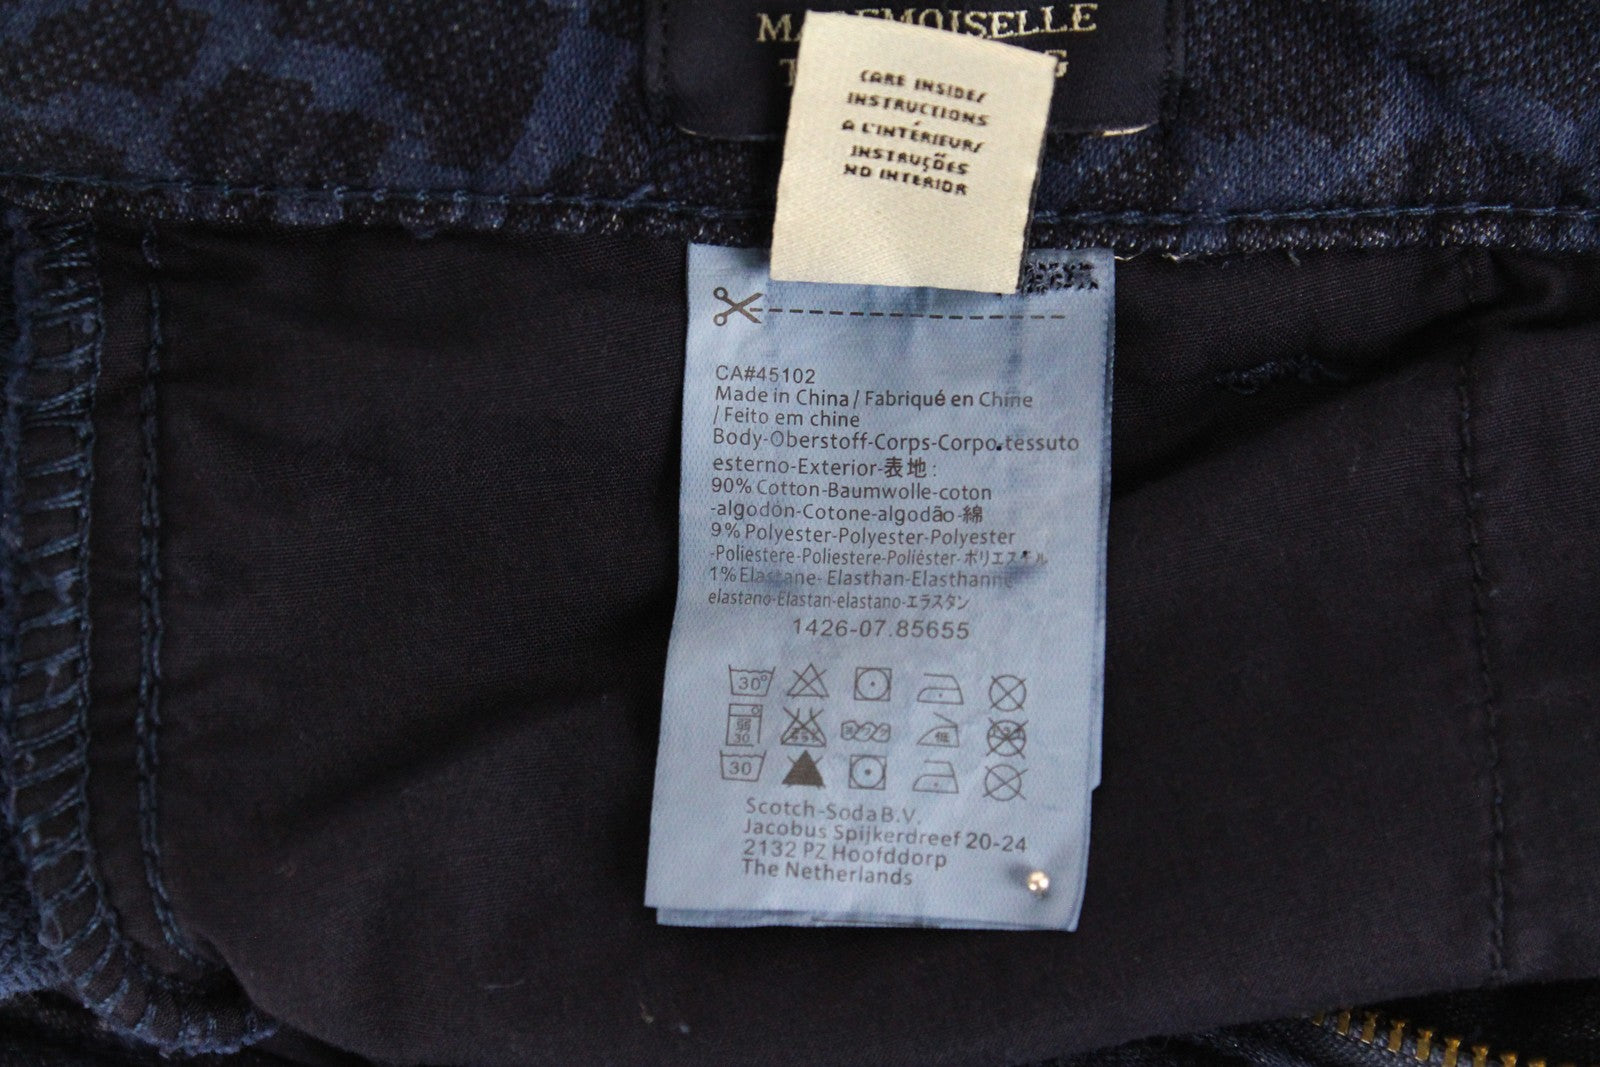 MADEMOISELLE
CARE INSIDE/
INSTRUCTIONS
À L'INTÉRIEUR/
INSTRUÇÕES
NO INTERIOR
CA#45102
Made in China / Fabriqué en Chine
/ Feito em chine
Body-Oberstoff-Corps-Corpo.tessuto
esterno-Exterior-表地:
90% Cotton-Baumwolle-coton
-algodón-Cotone-algodão-綿
9% Polyester-Polyester-Polyester
-Poliestere-Poliestere-Poliéster-ポリエステル
1% Elastane- Elasthan-Elasthanne
elastano-Elastan-elastano-エラスタン
1426-07.85655
30°
弱 30 低
30
Scotch-Soda B.V.
Jacobus Spijkerdreef 20-24
2132 PZ Hoofddorp
The Netherlands